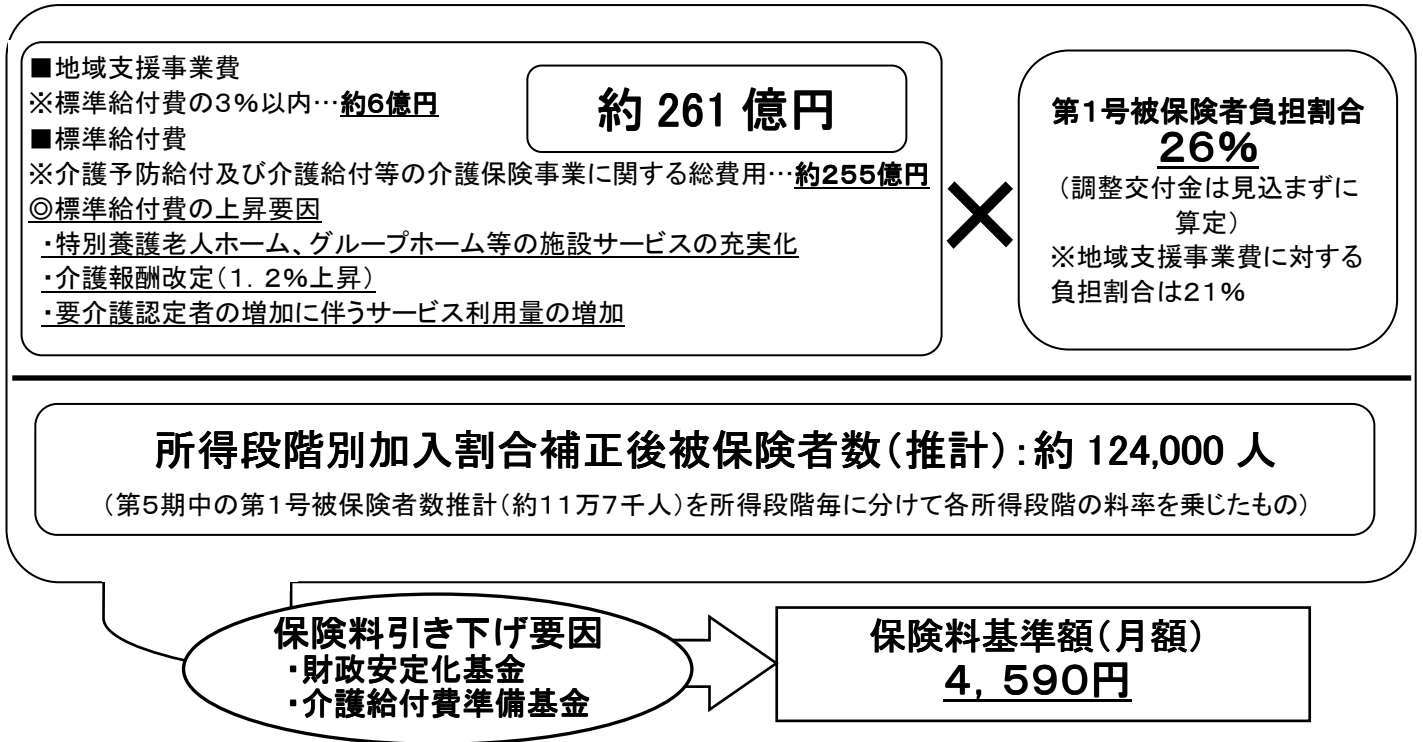 ■地域支援事業費
※標準給付費の3%以内…約6億円
■標準給付費
約 261 億円
※介護予防給付及び介護給付等の介護保険事業に関する総費用…約255億円
◎標準給付費の上昇要因
・特別養護老人ホーム、グループホーム等の施設サービスの充実化
・介護報酬改定(1.2%上昇)
・要介護認定者の増加に伴うサービス利用量の増加
×
第1号被保険者負担割合
26%
(調整交付金は見込まずに
算定)
※地域支援事業費に対する
負担割合は21%
所得段階別加入割合補正後被保険者数(推計):約 124,000 人
(第5期中の第1号被保険者数推計(約11万7千人)を所得段階毎に分けて各所得段階の料率を乗じたもの)
保険料引き下げ要因
・財政安定化基金
・介護給付費準備基金
保険料基準額(月額)
4,590円